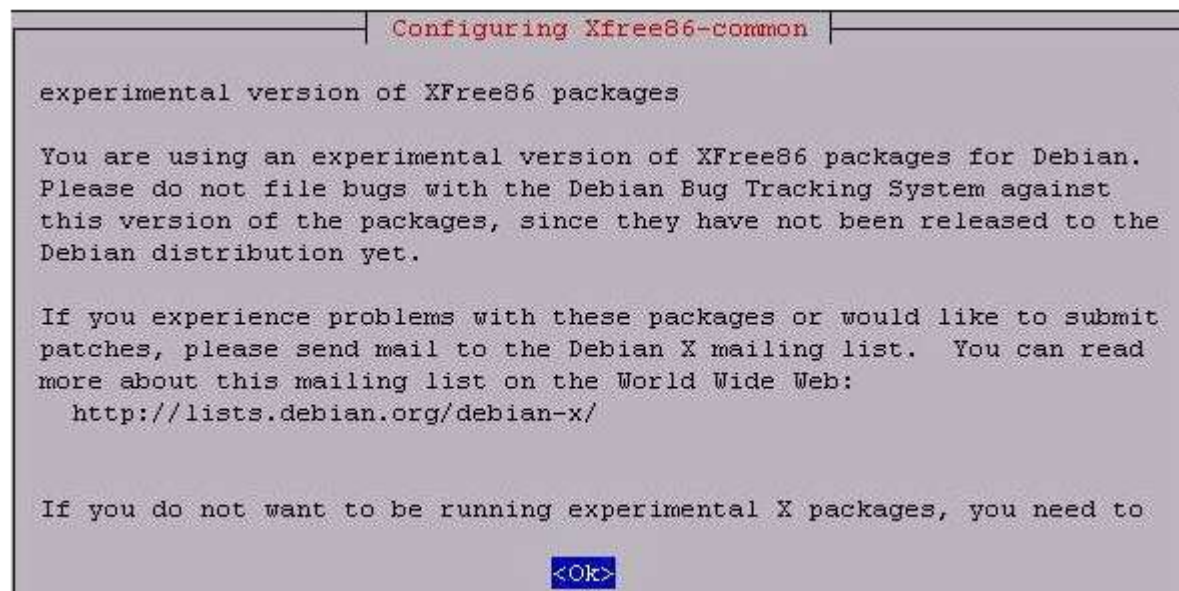 Configuring Xfree86-common
experimental version of XFree86 packages
You are using an experimental version of XFree86 packages for Debian.
Please do not file bugs with the Debian Bug Tracking System against
this version of the packages, since they have not been released to the
Debian distribution yet.
If you experience problems with these packages or would like to submit
patches, please send mail to the Debian X mailing list.  You can read
more about this mailing list on the World Wide Web:
http://lists.debian.org/debian-x/
If you do not want to be running experimental X packages, you need to
<Ok>